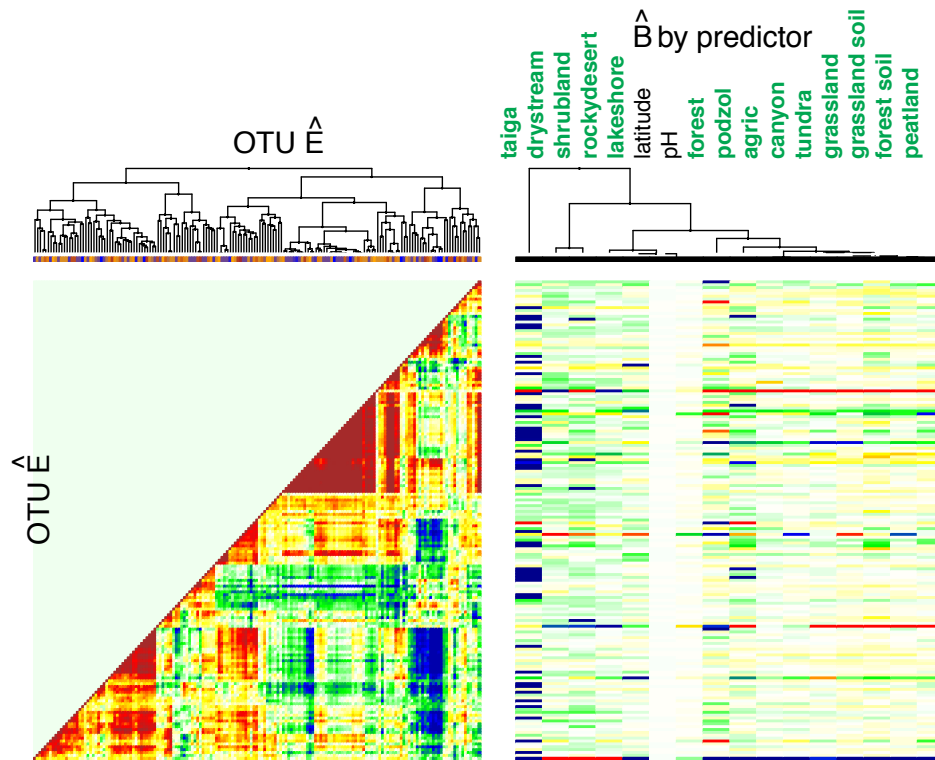 B̂ by predictor
OTU Ê
taiga
drystream
shrubland
rockydesert
lakeshore
latitude
pH
forest
podzol
agric
canyon
tundra
grassland
grassland soil
forest soil
peatland
OTU Ê